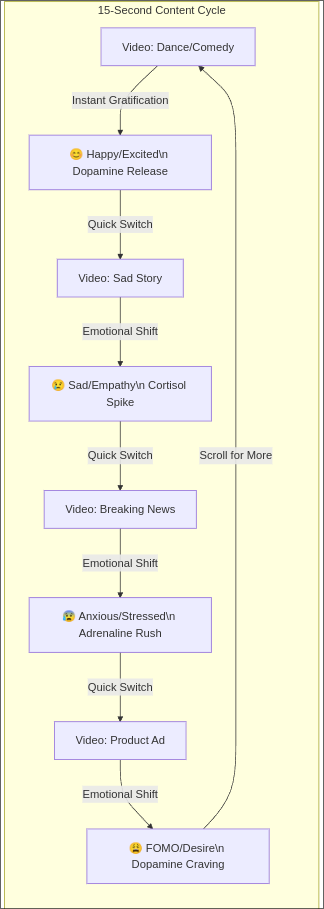 15-Second Content Cycle
Video: Dance/Comedy
Instant Gratification
😊 Happy/Excited\n
Dopamine Release
Quick Switch
Video: Sad Story
Emotional Shift
😢 Sad/Empathy\n Cortisol
Spike
Quick Switch
Scroll for More
Video: Breaking News
Emotional Shift
😰 Anxious/Stressed\n
Adrenaline Rush
Quick Switch
Video: Product Ad
Emotional Shift
😩 FOMO/Desire\n
Dopamine Craving